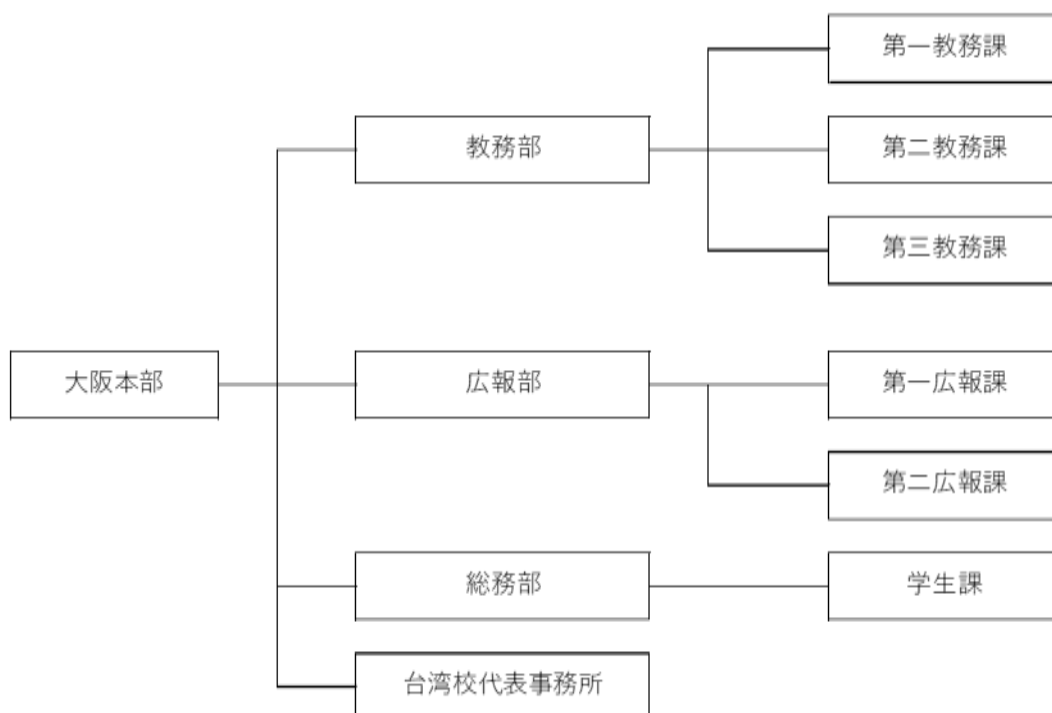 大阪本部
教務部
第一教務課
第二教務課
第三教務課
広報部
第一広報課
第二広報課
総務部
学生課
台湾校代表事務所